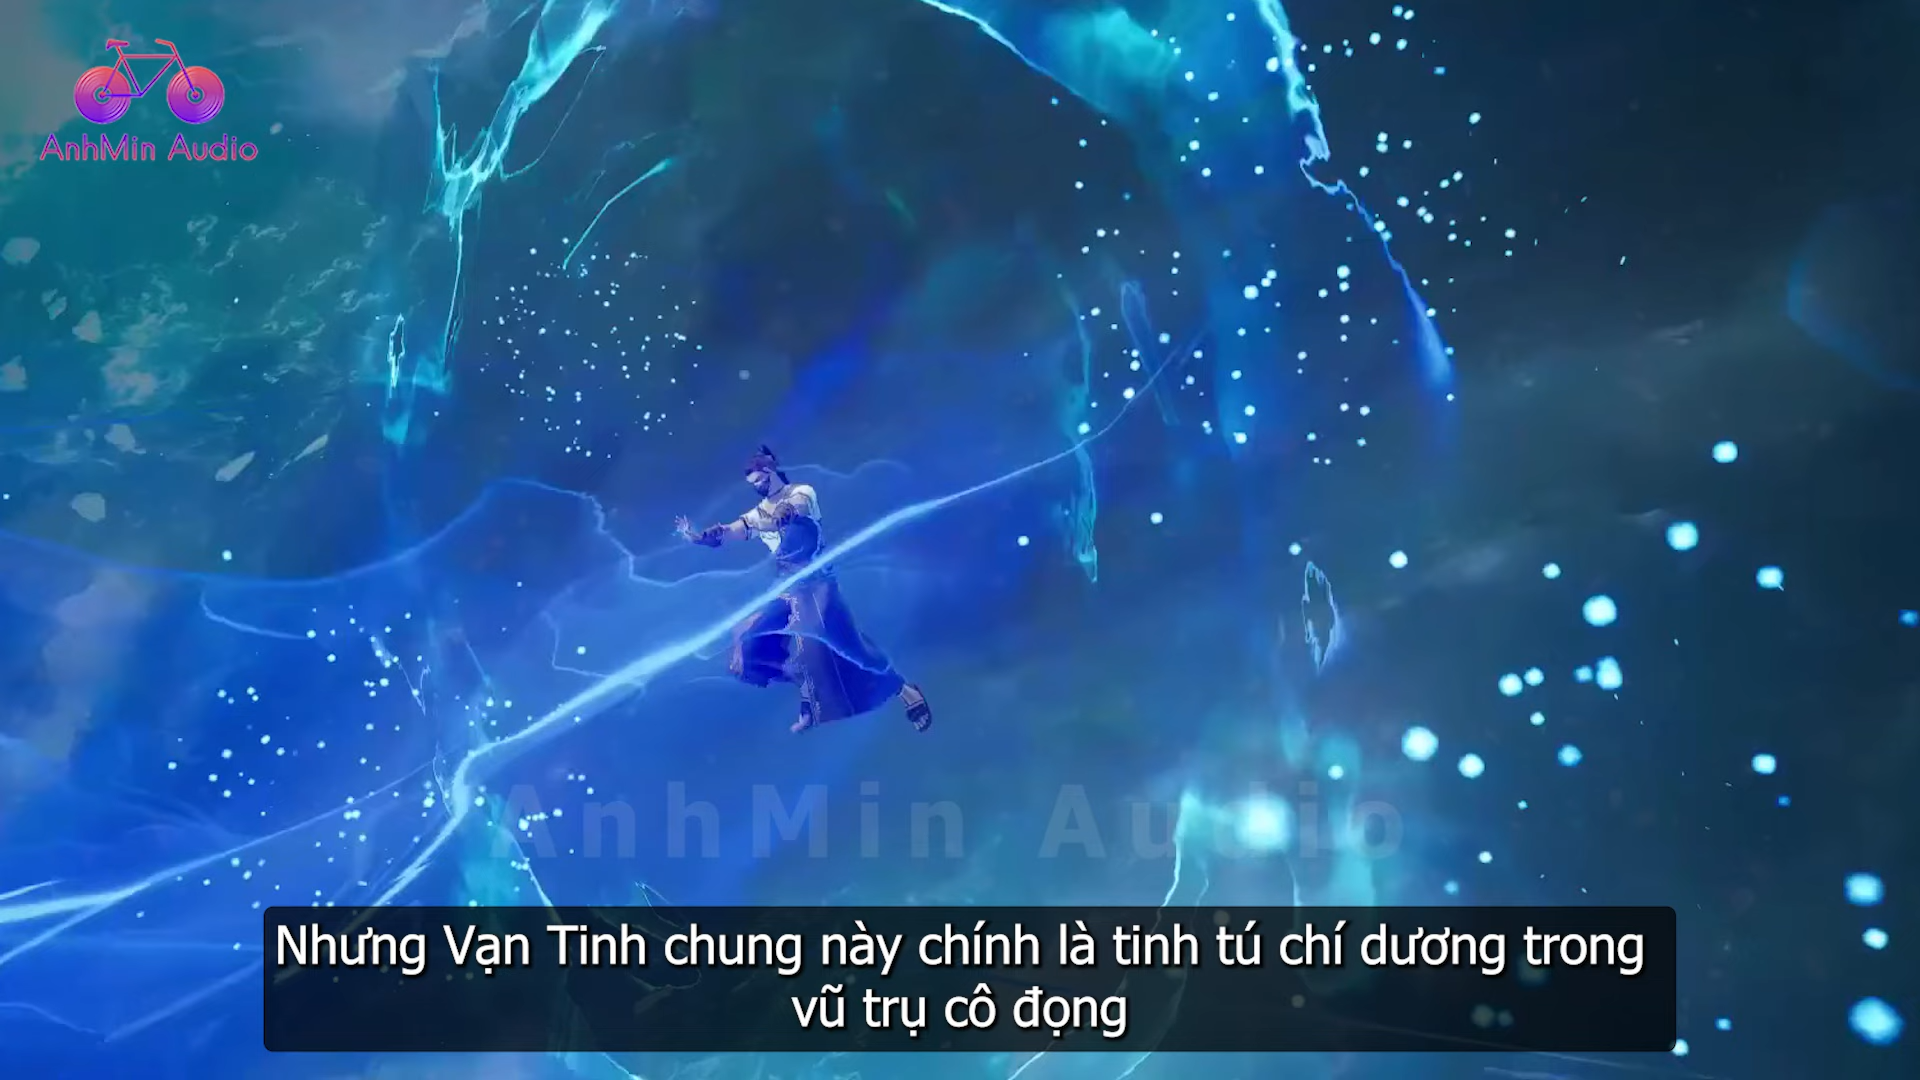 AnhMin Audio
AnhMin Audio
Nhưng Vạn Tinh chung này chính là tinh tú chí dương trong
vũ trụ cô đọng